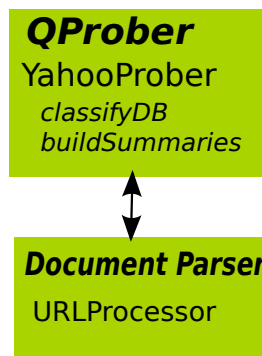 QProber
YahooProber
classifyDB
buildSummaries
Document Parser
URLProcessor